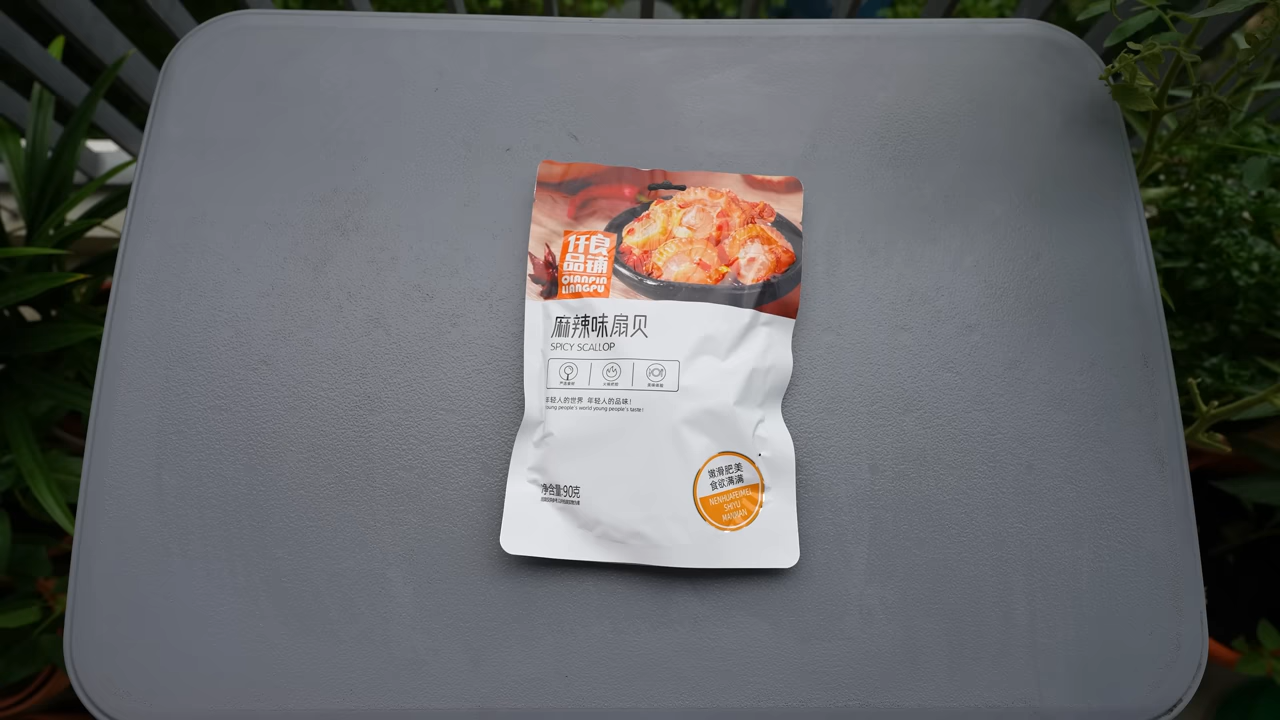 仟良
品铺
QIANPIN
LIANGPU
麻辣味扇贝
SPICY SCALLOP
年轻人的世界 年轻人的品味!
young people's world young people's taste!
净含量:90克
嫩滑肥美
食欲满满
NENHUAFEIMEI
SHIYU
MANMAN